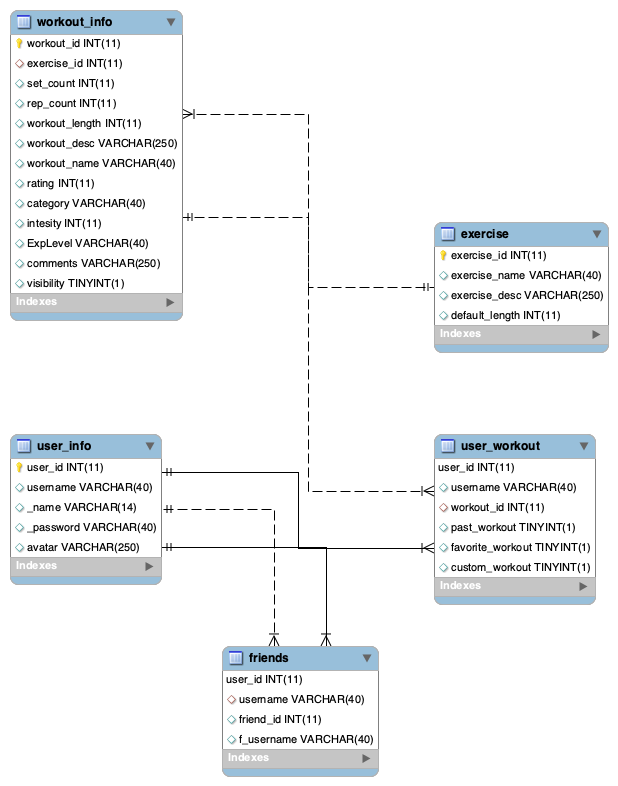 workout_info
workout_id INT(11)
exercise_id INT(11)
set_count INT(11)
rep_count INT(11)
workout_length INT(11)
workout_desc VARCHAR(250)
workout_name VARCHAR(40)
rating INT(11)
category VARCHAR(40)
intesity INT(11)
ExpLevel VARCHAR(40)
comments VARCHAR(250)
visibility TINYINT(1)
Indexes
exercise
exercise_id INT(11)
exercise_name VARCHAR(40)
exercise_desc VARCHAR(250)
default_length INT(11)
Indexes
user_info
user_id INT(11)
username VARCHAR(40)
_name VARCHAR(14)
_password VARCHAR(40)
avatar VARCHAR(250)
Indexes
user_workout
user_id INT(11)
username VARCHAR(40)
workout_id INT(11)
past_workout TINYINT(1)
favorite_workout TINYINT(1)
custom_workout TINYINT(1)
Indexes
friends
user_id INT(11)
username VARCHAR(40)
friend_id INT(11)
f_username VARCHAR(40)
Indexes